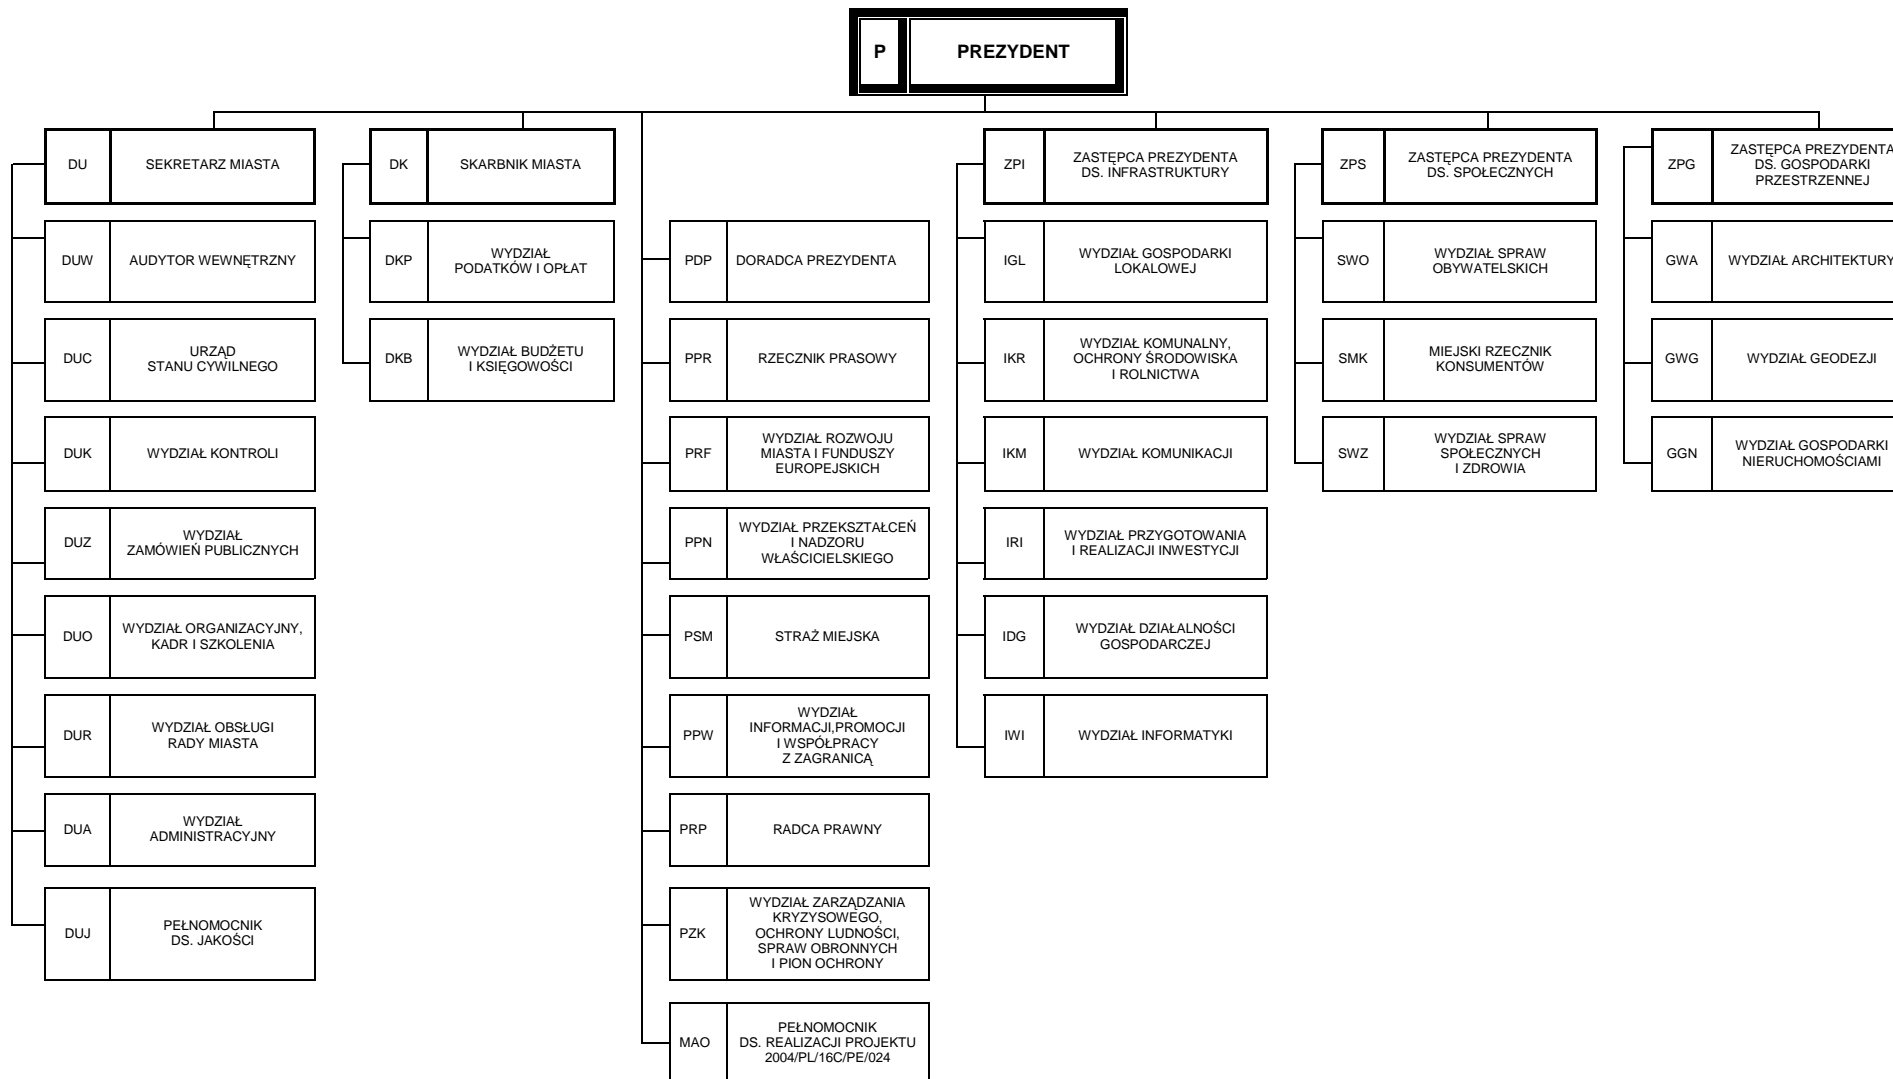 P
PREZYDENT
DU
SEKRETARZ MIASTA
DUW
AUDYTOR WEWNĘTRZNY
DUC
URZĄD
STANU CYWILNEGO
DUK
WYDZIAŁ KONTROLI
DUZ
WYDZIAŁ
ZAMÓWIEŃ PUBLICZNYCH
DUO
WYDZIAŁ ORGANIZACYJNY,
KADR I SZKOLENIA
DUR
WYDZIAŁ OBSŁUGI
RADY MIASTA
DUA
WYDZIAŁ
ADMINISTRACYJNY
DUJ
PEŁNOMOCNIK
DS. JAKOŚCI
DK
SKARBNIK MIASTA
DKP
WYDZIAŁ
PODATKÓW I OPŁAT
DKB
WYDZIAŁ BUDŻETU
I KSIĘGOWOŚCI
PDP
DORADCA PREZYDENTA
PPR
RZECZNIK PRASOWY
PRF
WYDZIAŁ ROZWOJU
MIASTA I FUNDUSZY
EUROPEJSKICH
PPN
WYDZIAŁ PRZEKSZTAŁCEŃ
I NADZORU
WŁAŚCICIELSKIEGO
PSM
STRAŻ MIEJSKA
PPW
WYDZIAŁ
INFORMACJI,PROMOCJI
I WSPÓŁPRACY
Z ZAGRANICĄ
PRP
RADCA PRAWNY
PZK
WYDZIAŁ ZARZĄDZANIA
KRYZYSOWEGO,
OCHRONY LUDNOŚCI,
SPRAW OBRONNYCH
I PION OCHRONY
MAO
PEŁNOMOCNIK
DS. REALIZACJI PROJEKTU
2004/PL/16C/PE/024
ZPI
ZASTĘPCA PREZYDENTA
DS. INFRASTRUKTURY
IGL
WYDZIAŁ GOSPODARKI
LOKALOWEJ
IKR
WYDZIAŁ KOMUNALNY,
OCHRONY ŚRODOWISKA
I ROLNICTWA
IKM
WYDZIAŁ KOMUNIKACJI
IRI
WYDZIAŁ PRZYGOTOWANIA
I REALIZACJI INWESTYCJI
IDG
WYDZIAŁ DZIAŁALNOŚCI
GOSPODARCZEJ
IWI
WYDZIAŁ INFORMATYKI
ZPS
ZASTĘPCA PREZYDENTA
DS. SPOŁECZNYCH
SWO
WYDZIAŁ SPRAW
OBYWATELSKICH
SMK
MIEJSKI RZECZNIK
KONSUMENTÓW
SWZ
WYDZIAŁ SPRAW
SPOŁECZNYCH
I ZDROWIA
ZPG
ZASTĘPCA PREZYDENTA
DS. GOSPODARKI
PRZESTRZENNEJ
GWA
WYDZIAŁ ARCHITEKTURY
GWG
WYDZIAŁ GEODEZJI
GGN
WYDZIAŁ GOSPODARKI
NIERUCHOMOŚCIAMI